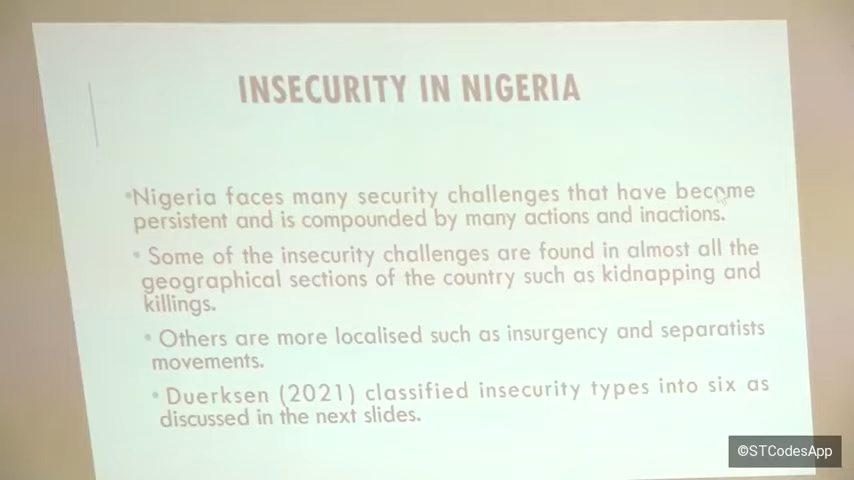 INSECURITY IN NIGERIA
•Nigeria faces many security challenges that have become
persistent and is compounded by many actions and inactions.
• Some of the insecurity challenges are found in almost all the
geographical sections of the country such as kidnapping and
killings.
• Others are more localised such as insurgency and separatists
movements.
• Duerksen (2021) classified insecurity types into six as
discussed in the next slides.
©STCodesApp